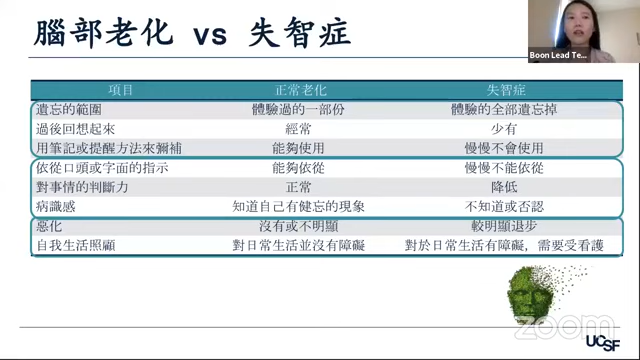 腦部老化 vs 失智症
Boon Lead Te...
項目 正常老化 失智症
遺忘的範圍 體驗過的一部份 體驗的全部遺忘掉
過後回想起來 經常 少有
用筆記或提醒方法來彌補 能夠使用 慢慢不會使用
依從口頭或字面的指示 能夠依從 慢慢不能依從
對事情的判斷力 正常 降低
病識感 知道自己有健忘的現象 不知道或否認
惡化 沒有或不明顯 較明顯退步
自我生活照顧 對日常生活並沒有障礙 對於日常生活有障礙，需要受看護
zoom
UCSF